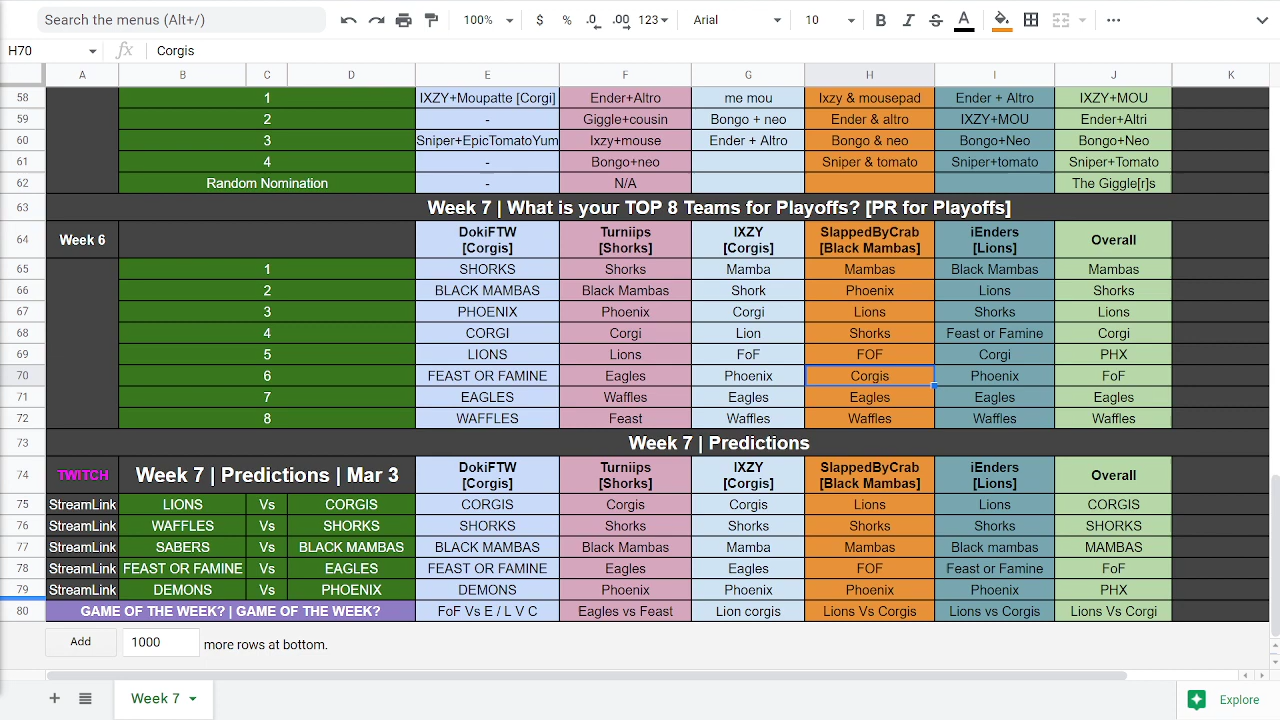 Search the menus (Alt+/) 100% $ % .0 .00 123 Arial 10 B I S A
H70 fx Corgis
A B C D E F G H I J K
58 1 IXZY+Moupatte [Corgi] Ender+Altro me mou Ixzy & mousepad Ender + Altro IXZY+MOU
59 2 - Giggle+cousin Bongo + neo Ender & altro IXZY+MOU Ender+Altri
60 3 Sniper+EpicTomatoYum Ixzy+mouse Ender + Altro Bongo & neo Bongo+Neo Bongo+Neo
61 4 - Bongo+neo Sniper & tomato Sniper+tomato Sniper+Tomato
62 Random Nomination - N/A The Giggle[r]s
63 Week 7 | What is your TOP 8 Teams for Playoffs? [PR for Playoffs]
64 Week 6 DokiFTW [Corgis] Turniips [Shorks] IXZY [Corgis] SlappedByCrab [Black Mambas] iEnders [Lions] Overall
65 1 SHORKS Shorks Mamba Mambas Black Mambas Mambas
66 2 BLACK MAMBAS Black Mambas Shork Phoenix Lions Shorks
67 3 PHOENIX Phoenix Corgi Lions Shorks Lions
68 4 CORGI Corgi Lion Shorks Feast or Famine Corgi
69 5 LIONS Lions FoF FOF Corgi PHX
70 6 FEAST OR FAMINE Eagles Phoenix Corgis Phoenix FoF
71 7 EAGLES Waffles Eagles Eagles Eagles Eagles
72 8 WAFFLES Feast Waffles Waffles Waffles Waffles
73 Week 7 | Predictions
74 TWITCH Week 7 | Predictions | Mar 3 DokiFTW [Corgis] Turniips [Shorks] IXZY [Corgis] SlappedByCrab [Black Mambas] iEnders [Lions] Overall
75 StreamLink LIONS Vs CORGIS CORGIS Corgis Corgis Lions Lions CORGIS
76 StreamLink WAFFLES Vs SHORKS SHORKS Shorks Shorks Shorks Shorks SHORKS
77 StreamLink SABERS Vs BLACK MAMBAS BLACK MAMBAS Black Mambas Mamba Mambas Black mambas MAMBAS
78 StreamLink FEAST OR FAMINE Vs EAGLES FEAST OR FAMINE Eagles Eagles FOF Feast or Famine FoF
79 StreamLink DEMONS Vs PHOENIX DEMONS Phoenix Phoenix Phoenix Phoenix PHX
80 GAME OF THE WEEK? | GAME OF THE WEEK? FoF Vs E / L V C Eagles vs Feast Lion corgis Lions Vs Corgis Lions vs Corgis Lions Vs Corgi
Add 1000 more rows at bottom.
+ Week 7 Explore